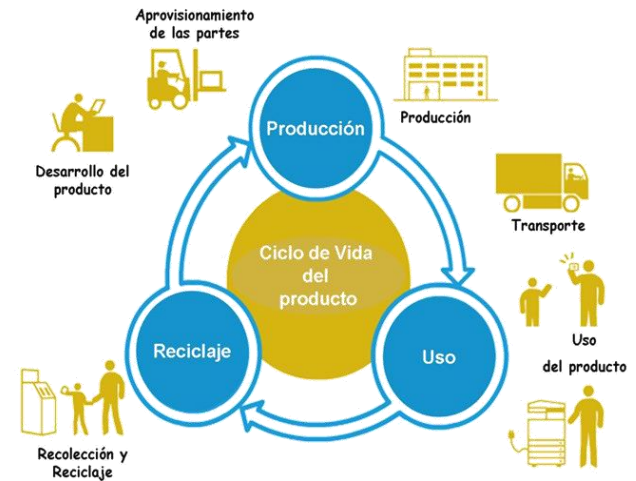 Aprovisionamiento
de las partes
Producción
Producción
Desarrollo del
producto
Transporte
Ciclo de Vida
del
producto
Uso
del producto
Reciclaje
Uso
Recolección y
Reciclaje